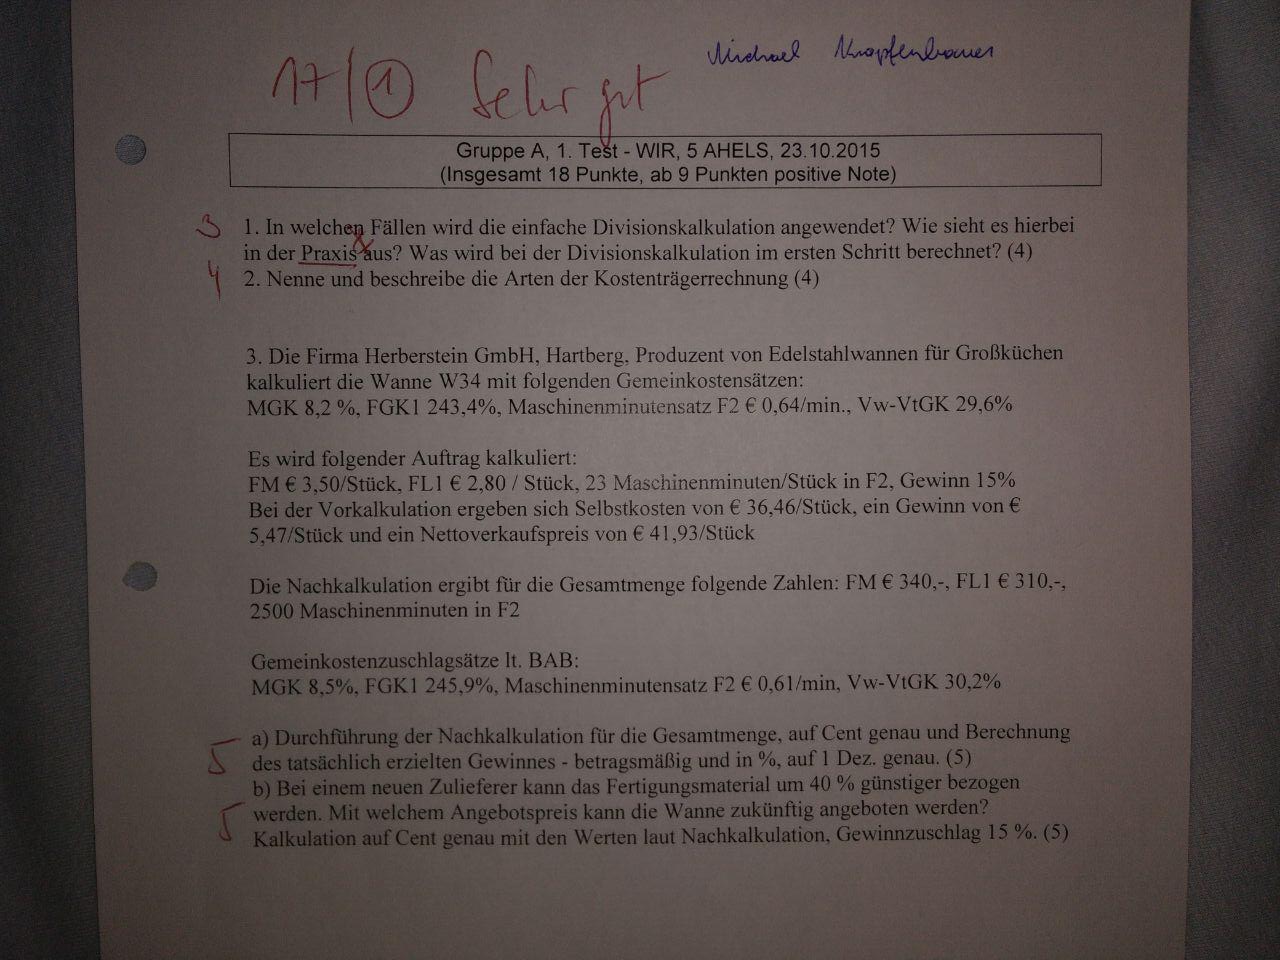 Michael Knapfenbauer
17/1 Sehr gut
Gruppe A, 1. Test - WIR, 5 AHELS, 23.10.2015
(Insgesamt 18 Punkte, ab 9 Punkten positive Note)
3 1. In welchen Fällen wird die einfache Divisionskalkulation angewendet? Wie sieht es hierbei
in der Praxis aus? Was wird bei der Divisionskalkulation im ersten Schritt berechnet? (4)
4 2. Nenne und beschreibe die Arten der Kostenträgerrechnung (4)
3. Die Firma Herberstein GmbH, Hartberg, Produzent von Edelstahlwannen für Großküchen
kalkuliert die Wanne W34 mit folgenden Gemeinkostensätzen:
MGK 8,2 %, FGK1 243,4%, Maschinenminutensatz F2 € 0,64/min., Vw-VtGK 29,6%
Es wird folgender Auftrag kalkuliert:
FM € 3,50/Stück, FL1 € 2,80 / Stück, 23 Maschinenminuten/Stück in F2, Gewinn 15%
Bei der Vorkalkulation ergeben sich Selbstkosten von € 36,46/Stück, ein Gewinn von €
5,47/Stück und ein Nettoverkaufspreis von € 41,93/Stück
Die Nachkalkulation ergibt für die Gesamtmenge folgende Zahlen: FM € 340,-, FL1 € 310,-,
2500 Maschinenminuten in F2
Gemeinkostenzuschlagsätze lt. BAB:
MGK 8,5%, FGK1 245,9%, Maschinenminutensatz F2 € 0,61/min, Vw-VtGK 30,2%
5 a) Durchführung der Nachkalkulation für die Gesamtmenge, auf Cent genau und Berechnung
des tatsächlich erzielten Gewinnes - betragsmäßig und in %, auf 1 Dez. genau. (5)
b) Bei einem neuen Zulieferer kann das Fertigungsmaterial um 40 % günstiger bezogen
5 werden. Mit welchem Angebotspreis kann die Wanne zukünftig angeboten werden?
Kalkulation auf Cent genau mit den Werten laut Nachkalkulation, Gewinnzuschlag 15 %. (5)